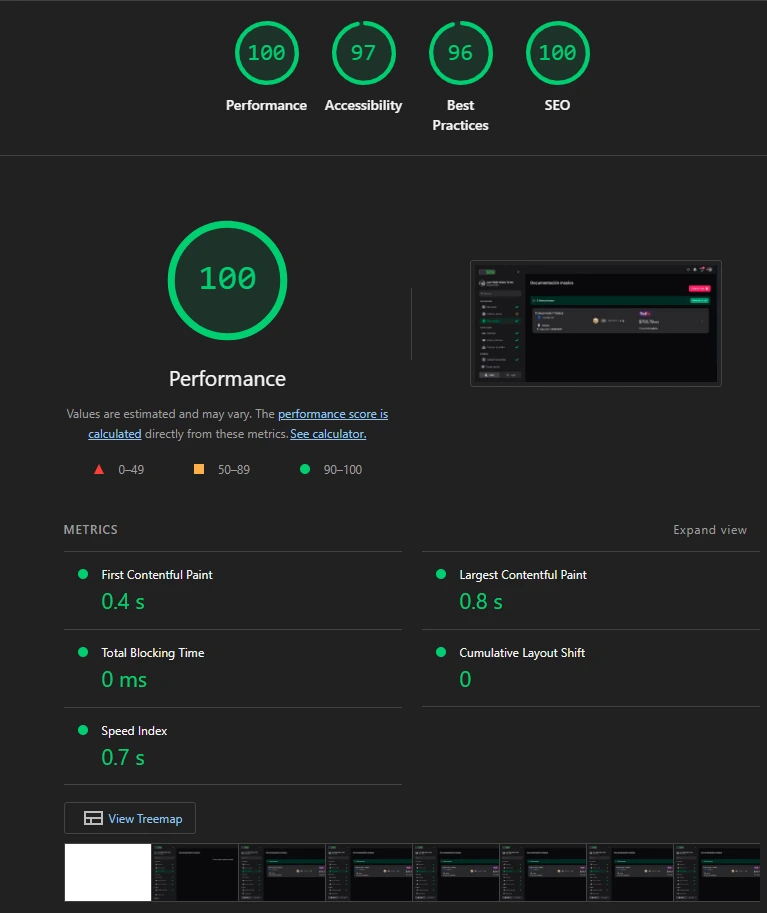 100
97
96
100
Performance
Accessibility
Best
Practices
SEO
100
Performance
Values are estimated and may vary. The performance score is
calculated directly from these metrics. See calculator.
0–49
50–89
90–100
METRICS
Expand view
First Contentful Paint
0.4 s
Largest Contentful Paint
0.8 s
Total Blocking Time
0 ms
Cumulative Layout Shift
0
Speed Index
0.7 s
View Treemap